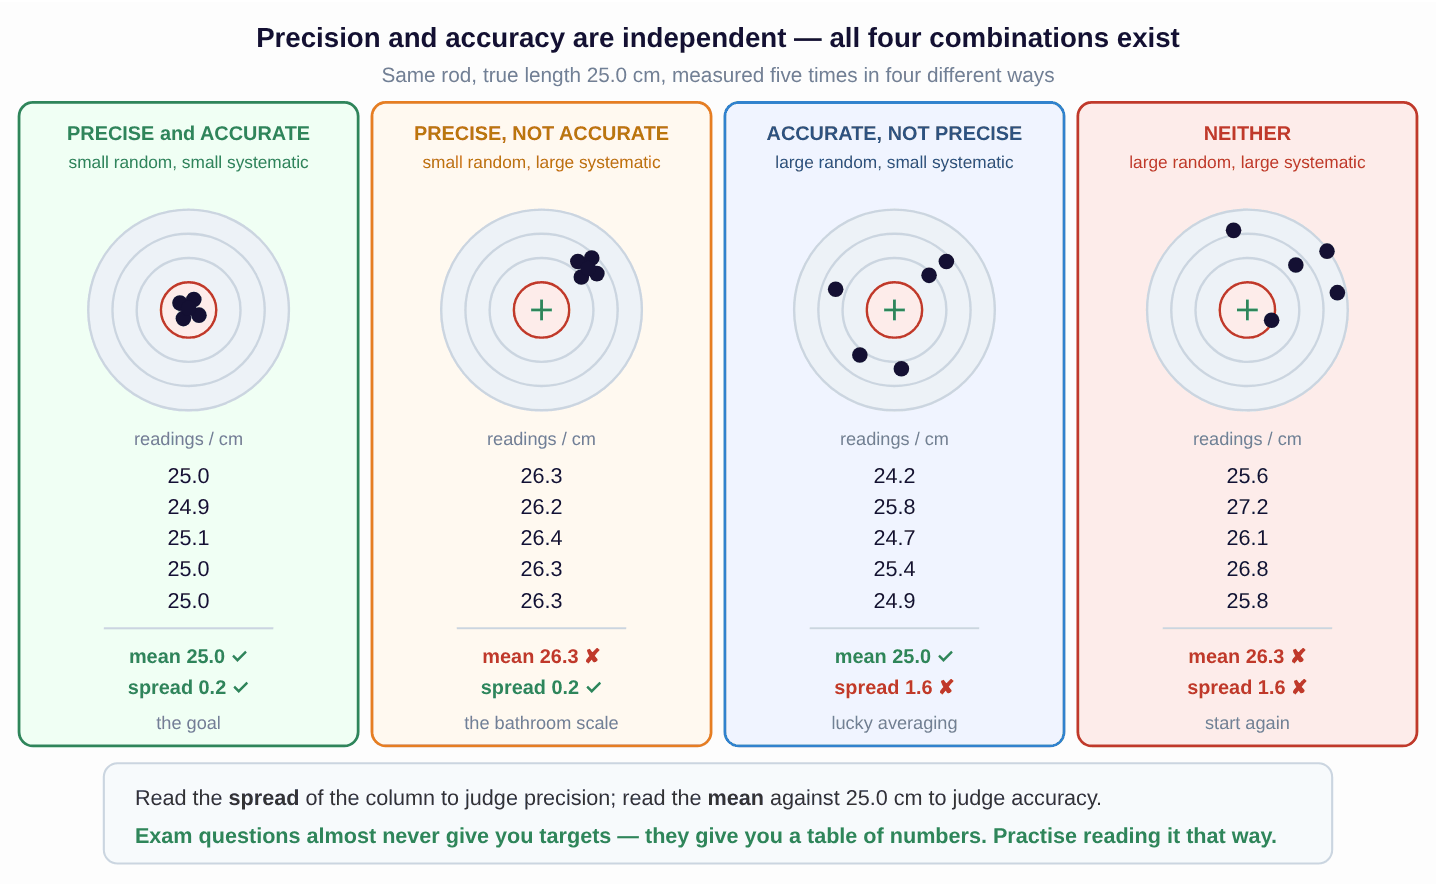 Precision and accuracy are independent — all four combinations exist
Same rod, true length 25.0 cm, measured five times in four different ways
PRECISE and ACCURATE
small random, small systematic
readings / cm
25.0
24.9
25.1
25.0
25.0
mean 25.0 ✓
spread 0.2 ✓
the goal
PRECISE, NOT ACCURATE
small random, large systematic
readings / cm
26.3
26.2
26.4
26.3
26.3
mean 26.3 ✘
spread 0.2 ✓
the bathroom scale
ACCURATE, NOT PRECISE
large random, small systematic
readings / cm
24.2
25.8
24.7
25.4
24.9
mean 25.0 ✓
spread 1.6 ✘
lucky averaging
NEITHER
large random, large systematic
readings / cm
25.6
27.2
26.1
26.8
25.8
mean 26.3 ✘
spread 1.6 ✘
start again
Read the spread of the column to judge precision; read the mean against 25.0 cm to judge accuracy.
Exam questions almost never give you targets — they give you a table of numbers. Practise reading it that way.